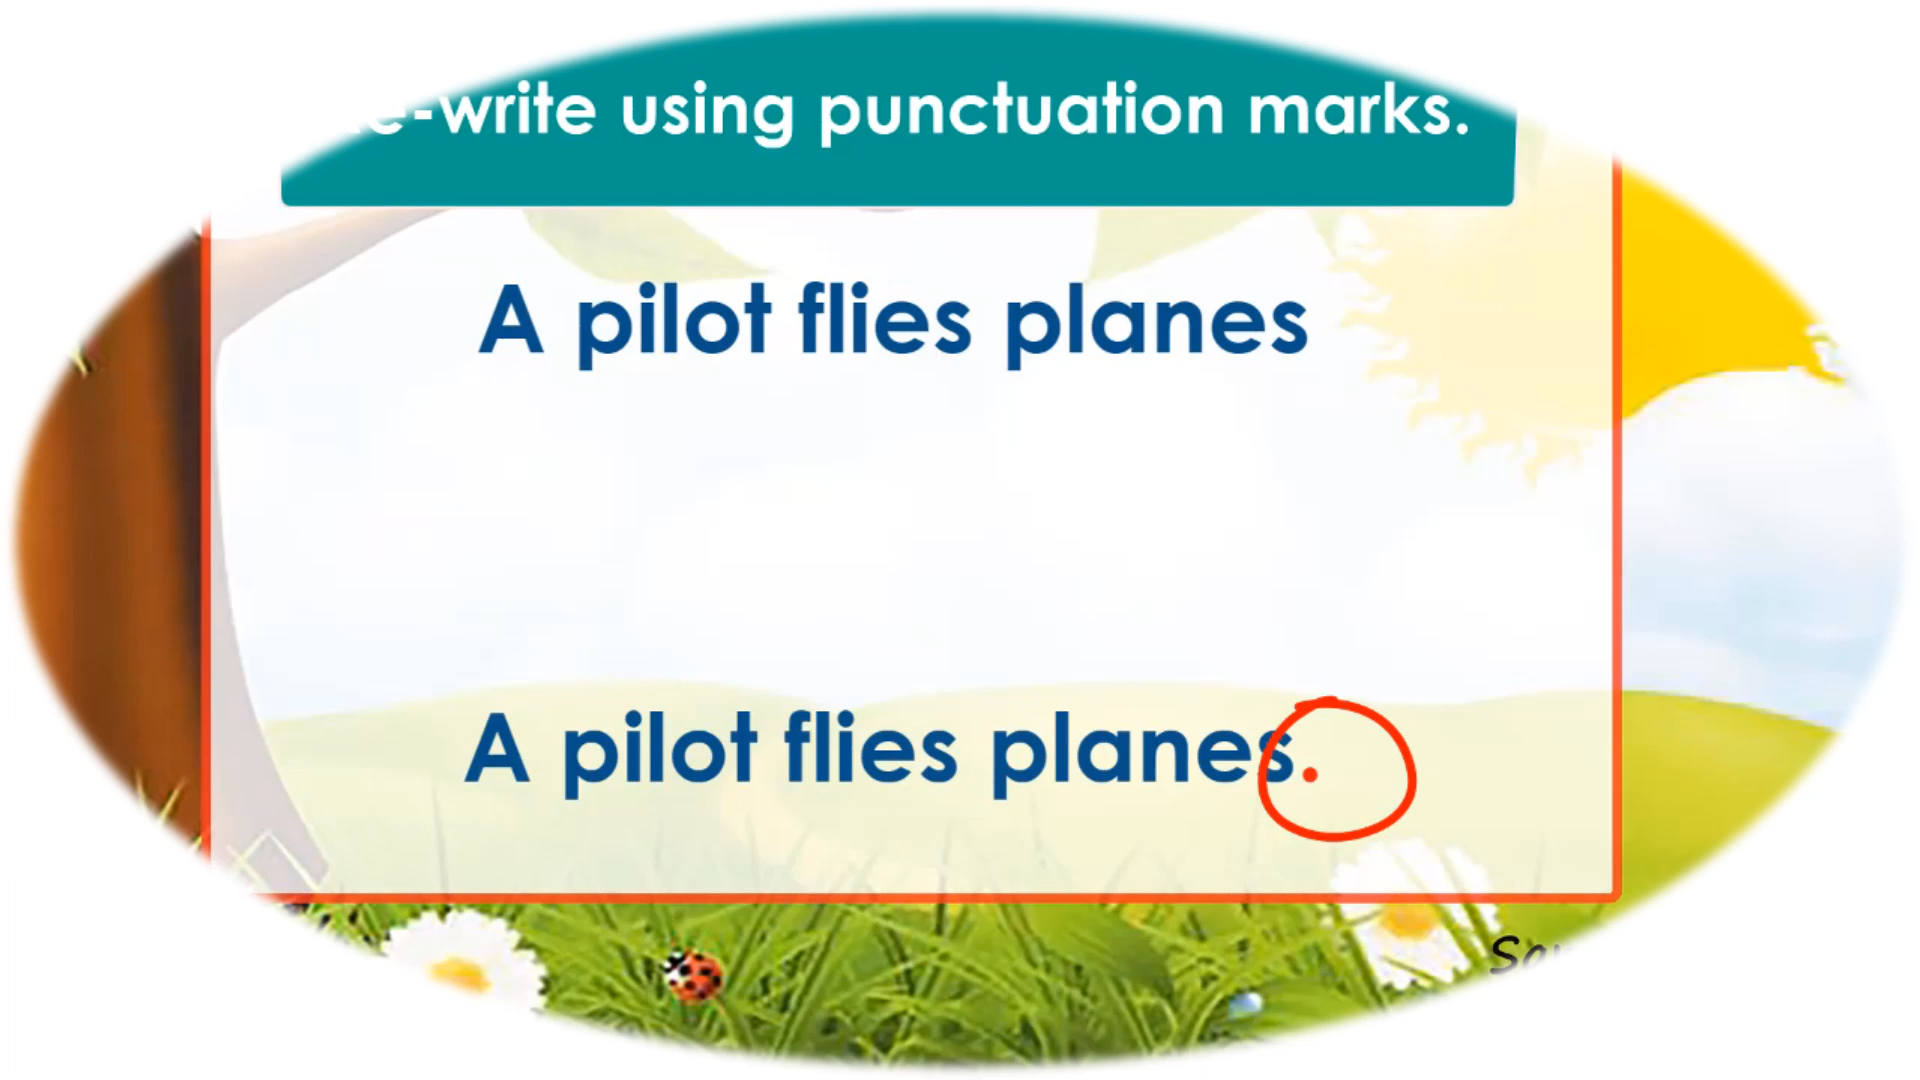 -write using punctuation marks.
A pilot flies planes
A pilot flies planes.